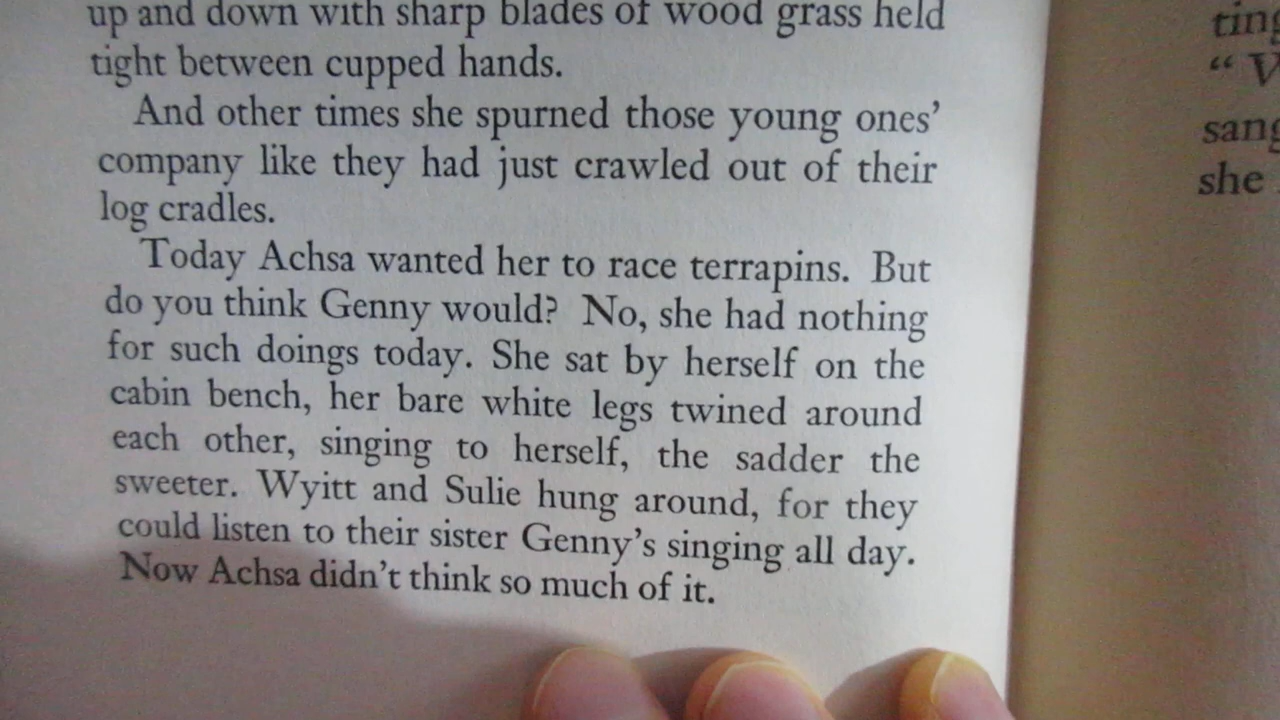 up and down with sharp blades of wood grass held
tight between cupped hands.
And other times she spurned those young ones’
company like they had just crawled out of their
log cradles.
Today Achsa wanted her to race terrapins. But
do you think Genny would? No, she had nothing
for such doings today. She sat by herself on the
cabin bench, her bare white legs twined around
each other, singing to herself, the sadder the
sweeter. Wyitt and Sulie hung around, for they
could listen to their sister Genny’s singing all day.
Now Achsa didn’t think so much of it.
she